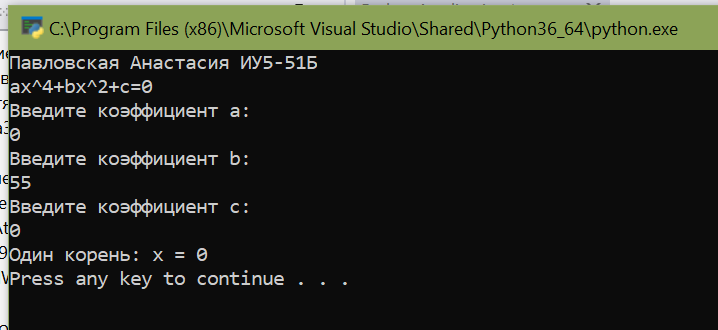 C:\Program Files (x86)\Microsoft Visual Studio\Shared\Python36_64\python.exe
Павловская Анастасия ИУ5-51Б
ax^4+bx^2+c=0
Введите коэффициент a:
0
Введите коэффициент b:
55
Введите коэффициент c:
0
Один корень: x = 0
Press any key to continue . . .